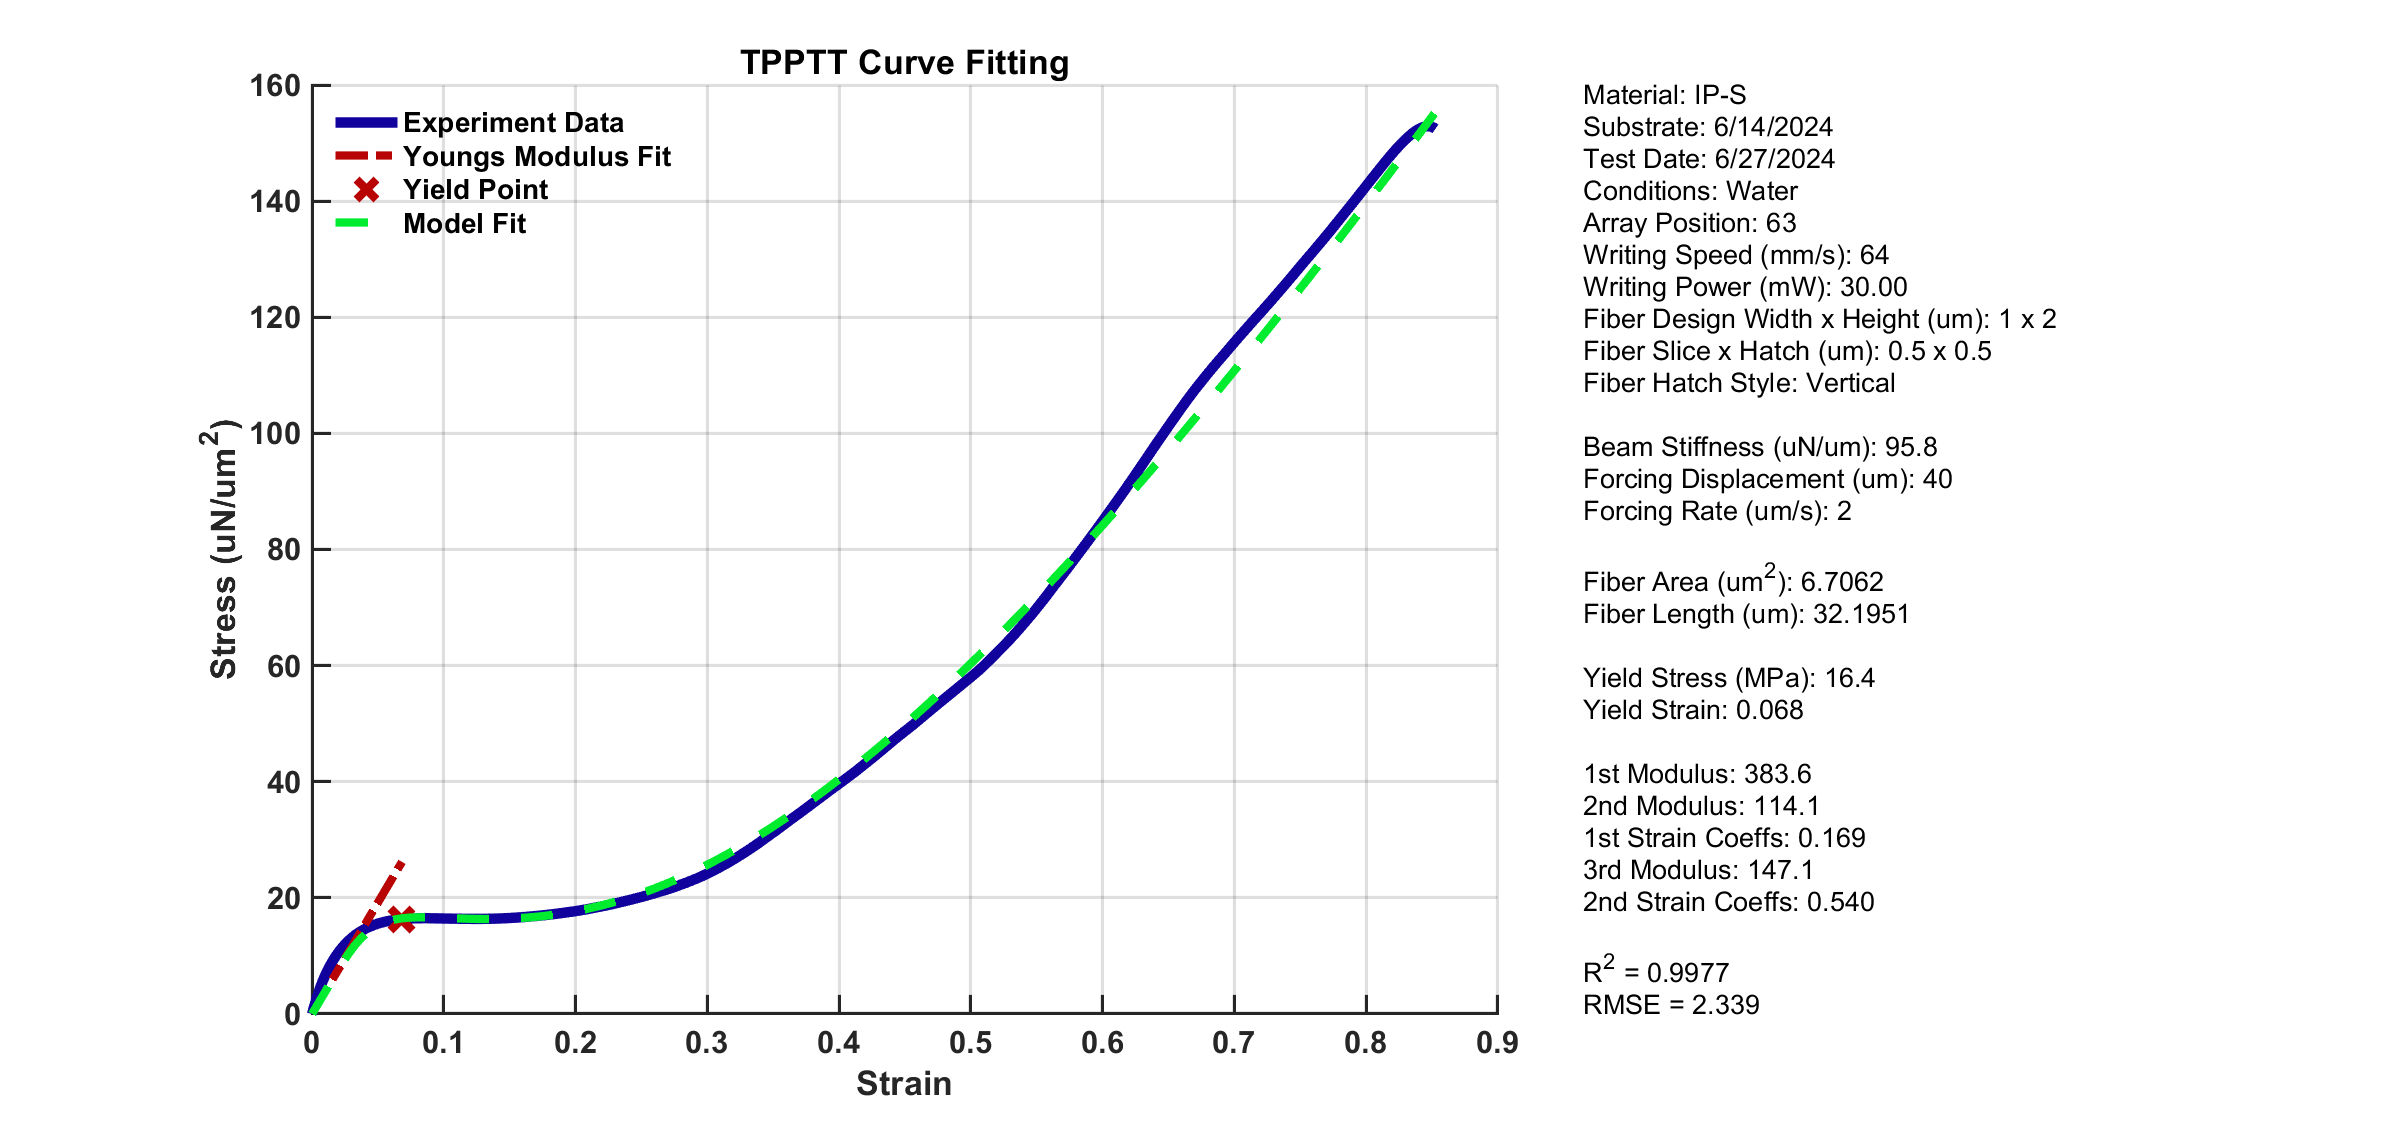 TPPTT Curve Fitting
160
140
120
100
80
60
40
20
0
Stress (uN/um²)
Experiment Data
Youngs Modulus Fit
Yield Point
Model Fit
0 0.1 0.2 0.3 0.4 0.5 0.6 0.7 0.8 0.9
Strain
Material: IP-S
Substrate: 6/14/2024
Test Date: 6/27/2024
Conditions: Water
Array Position: 63
Writing Speed (mm/s): 64
Writing Power (mW): 30.00
Fiber Design Width x Height (um): 1 x 2
Fiber Slice x Hatch (um): 0.5 x 0.5
Fiber Hatch Style: Vertical
Beam Stiffness (uN/um): 95.8
Forcing Displacement (um): 40
Forcing Rate (um/s): 2
Fiber Area (um²): 6.7062
Fiber Length (um): 32.1951
Yield Stress (MPa): 16.4
Yield Strain: 0.068
1st Modulus: 383.6
2nd Modulus: 114.1
1st Strain Coeffs: 0.169
3rd Modulus: 147.1
2nd Strain Coeffs: 0.540
R² = 0.9977
RMSE = 2.339